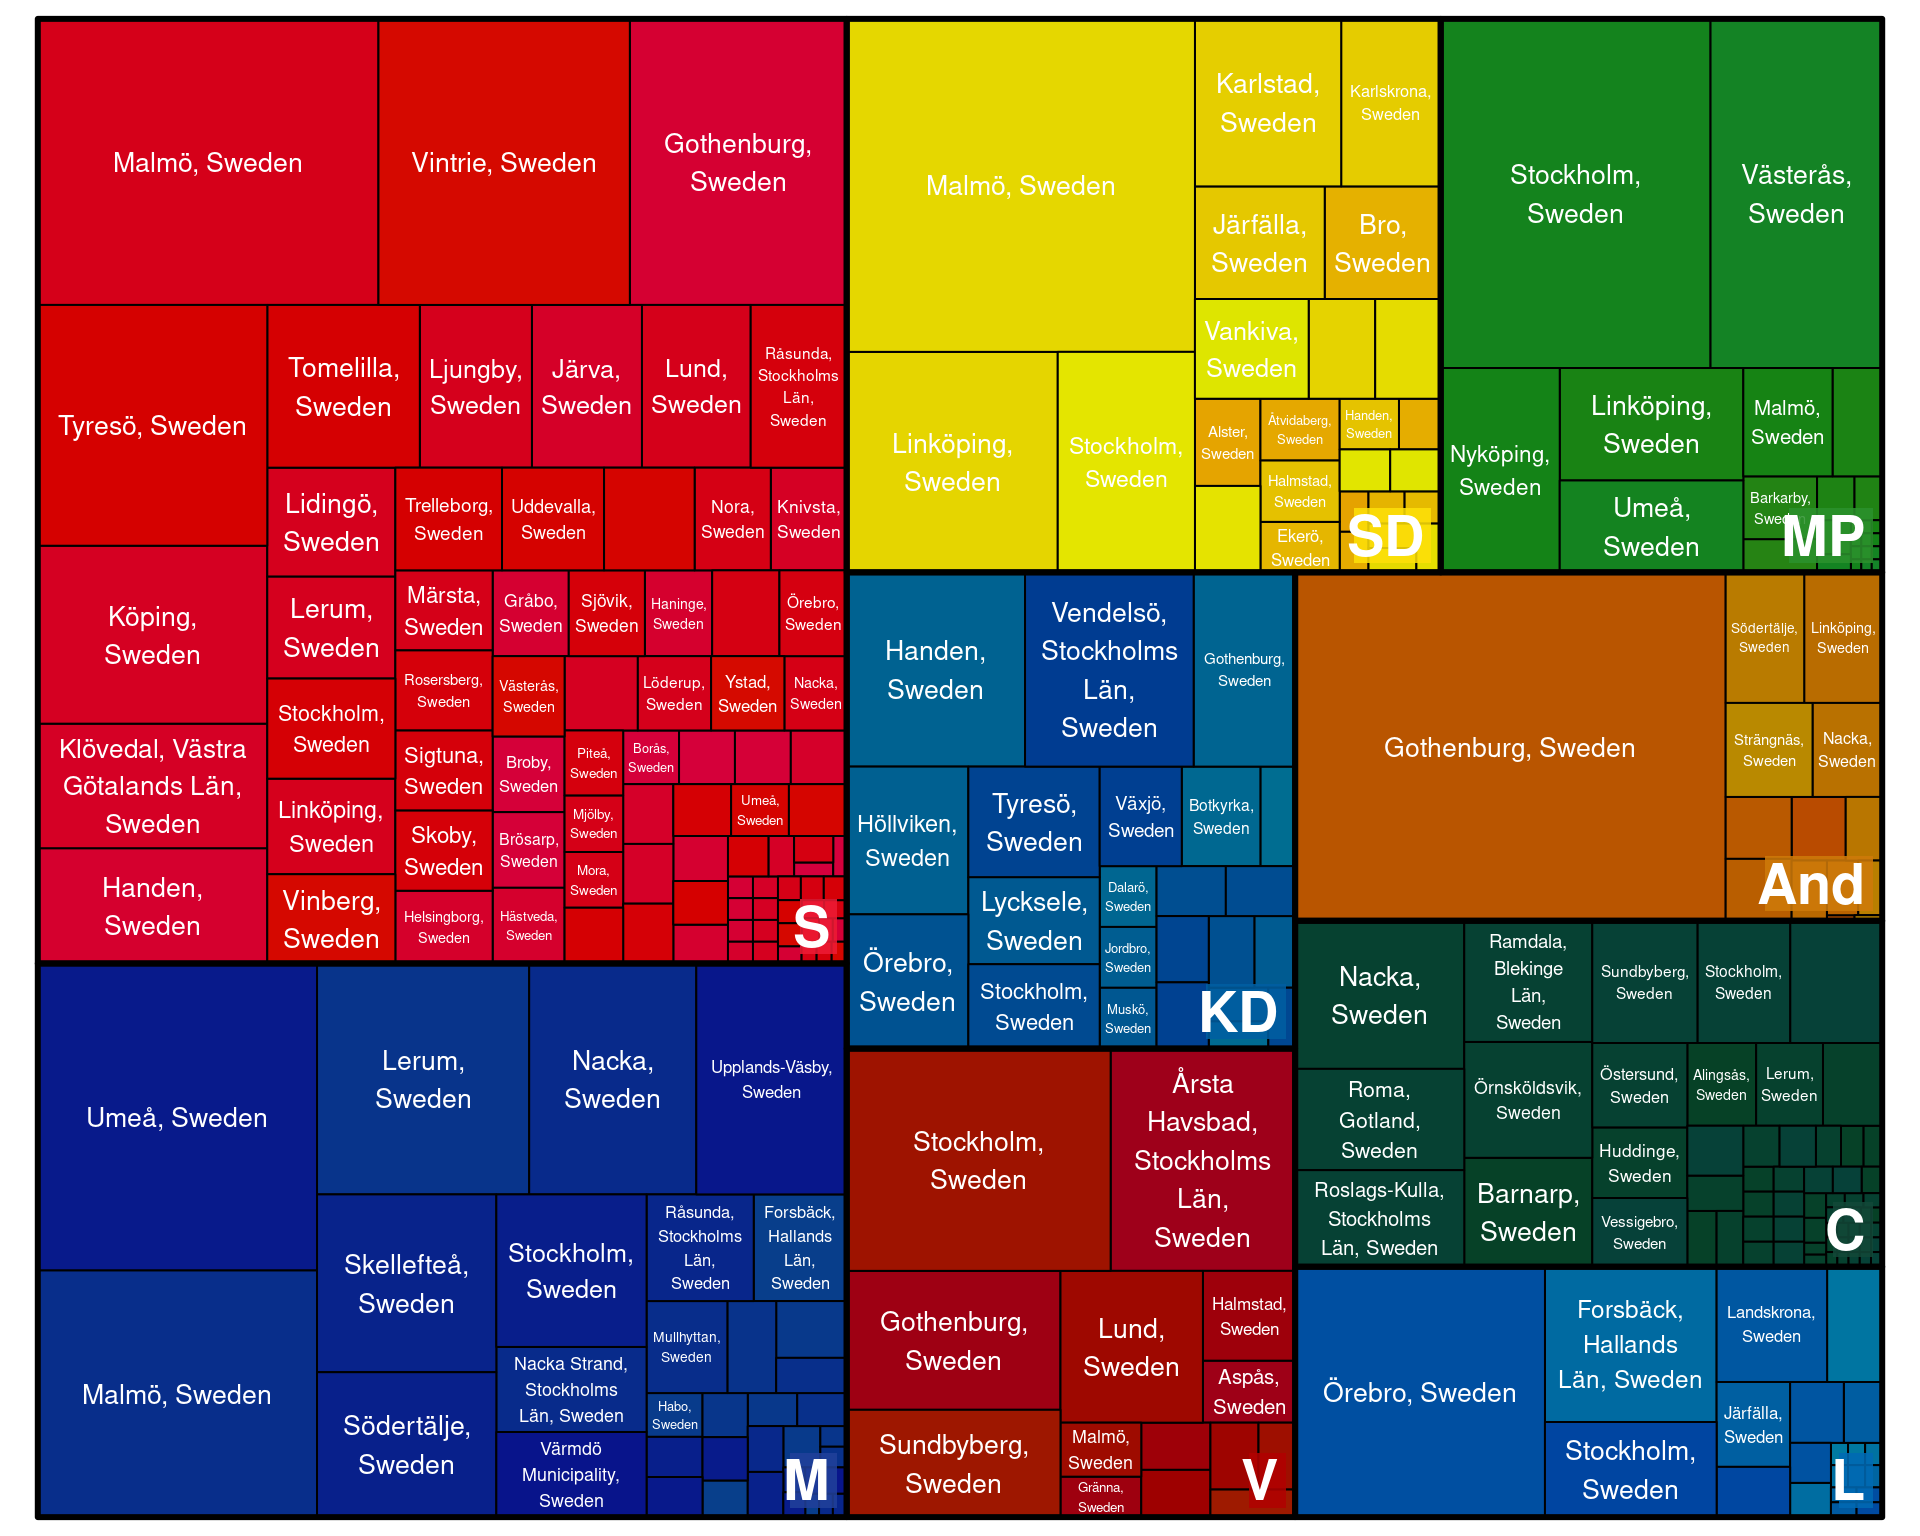 Malmö, Sweden
Vintrie, Sweden
Gothenburg,
Sweden
Tyresö, Sweden
Tomelilla,
Sweden
Ljungby,
Sweden
Järva,
Sweden
Lund,
Sweden
Råsunda,
Stockholms
Län,
Sweden
Lidingö,
Sweden
Trelleborg,
Sweden
Uddevalla,
Sweden
Nora,
Sweden
Knivsta,
Sweden
Köping,
Sweden
Lerum,
Sweden
Märsta,
Sweden
Gråbo,
Sweden
Sjövik,
Sweden
Haninge,
Sweden
Örebro,
Sweden
Rosersberg,
Sweden
Västerås,
Sweden
Löderup,
Sweden
Ystad,
Sweden
Nacka,
Sweden
Stockholm,
Sweden
Klövedal, Västra
Götalands Län,
Sweden
Sigtuna,
Sweden
Broby,
Sweden
Piteå,
Sweden
Borås,
Sweden
Linköping,
Sweden
Skoby,
Sweden
Brösarp,
Sweden
Mjölby,
Sweden
Umeå,
Sweden
Handen,
Sweden
Vinberg,
Sweden
Helsingborg,
Sweden
Hästveda,
Sweden
Mora,
Sweden
S
Umeå, Sweden
Lerum,
Sweden
Nacka,
Sweden
Upplands-Väsby,
Sweden
Malmö, Sweden
Skellefteå,
Sweden
Stockholm,
Sweden
Råsunda,
Stockholms
Län,
Sweden
Forsbäck,
Hallands
Län,
Sweden
Södertälje,
Sweden
Nacka Strand,
Stockholms
Län, Sweden
Mullhyttan,
Sweden
Värmdö
Municipality,
Sweden
Habo,
Sweden
M
Malmö, Sweden
Karlstad,
Sweden
Karlskrona,
Sweden
Järfälla,
Sweden
Bro,
Sweden
Vankiva,
Sweden
Linköping,
Sweden
Stockholm,
Sweden
Alster,
Sweden
Åtvidaberg,
Sweden
Handen,
Sweden
Halmstad,
Sweden
Ekerö,
Sweden
SD
Stockholm,
Sweden
Västerås,
Sweden
Nyköping,
Sweden
Linköping,
Sweden
Malmö,
Sweden
Umeå,
Sweden
Barkarby,
Sweden
MP
Handen,
Sweden
Vendelsö,
Stockholms
Län,
Sweden
Gothenburg,
Sweden
Höllviken,
Sweden
Tyresö,
Sweden
Växjö,
Sweden
Botkyrka,
Sweden
Örebro,
Sweden
Lycksele,
Sweden
Dalarö,
Sweden
Jordbro,
Sweden
Stockholm,
Sweden
Muskö,
Sweden
KD
Gothenburg, Sweden
Södertälje,
Sweden
Linköping,
Sweden
Strängnäs,
Sweden
Nacka,
Sweden
And
Stockholm,
Sweden
Årsta
Havsbad,
Stockholms
Län,
Sweden
Gothenburg,
Sweden
Lund,
Sweden
Halmstad,
Sweden
Aspås,
Sweden
Sundbyberg,
Sweden
Malmö,
Sweden
Gränna,
Sweden
V
Nacka,
Sweden
Ramdala,
Blekinge
Län,
Sweden
Sundbyberg,
Sweden
Stockholm,
Sweden
Roma,
Gotland,
Sweden
Örnsköldsvik,
Sweden
Östersund,
Sweden
Alingsås,
Sweden
Lerum,
Sweden
Roslags-Kulla,
Stockholms
Län, Sweden
Barnarp,
Sweden
Huddinge,
Sweden
Vessigebro,
Sweden
C
Örebro, Sweden
Forsbäck,
Hallands
Län, Sweden
Landskrona,
Sweden
Stockholm,
Sweden
Järfälla,
Sweden
L